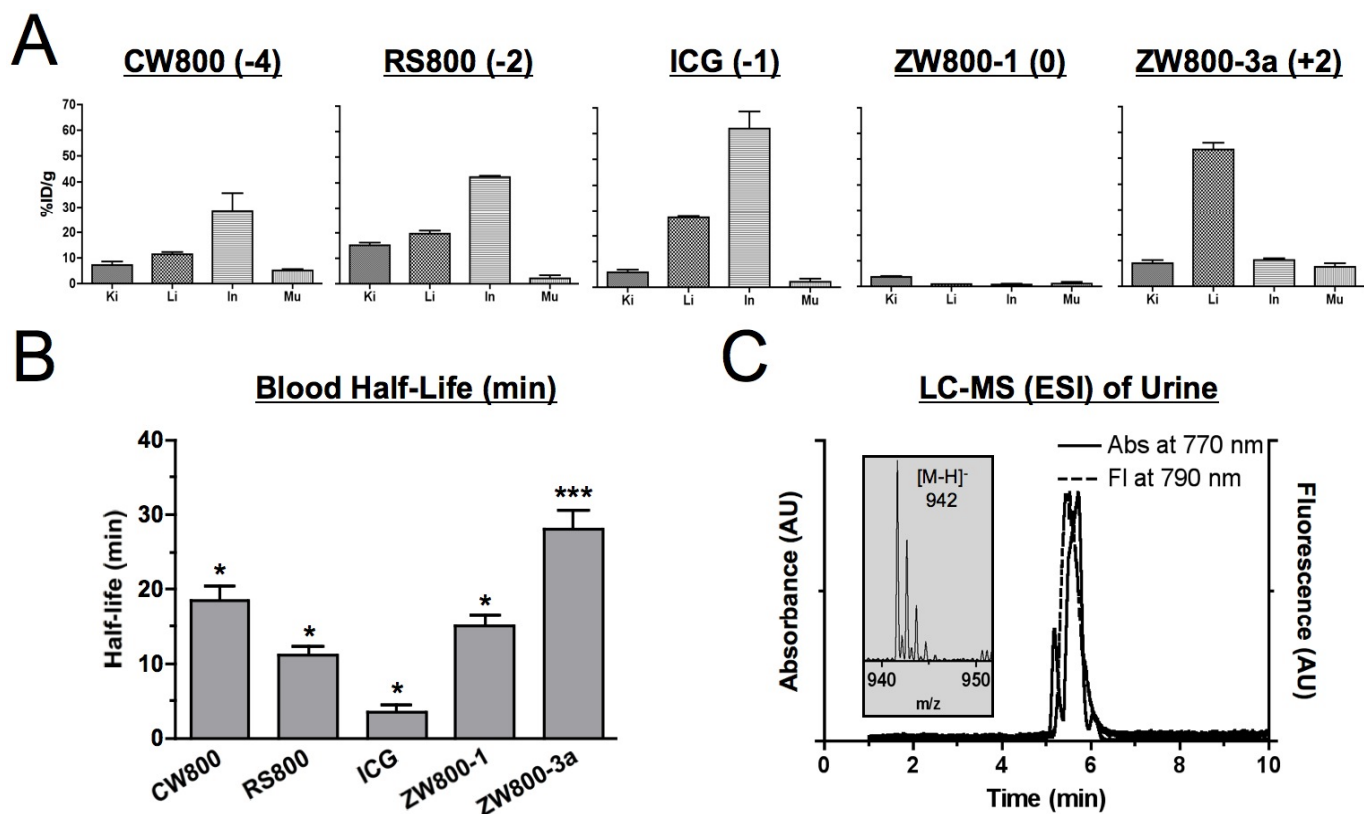 A
CW800 (-4)
RS800 (-2)
ICG (-1)
ZW800-1 (0)
ZW800-3a (+2)
%ID/g
70
60
50
40
30
20
10
0
Ki Li In Mu
Ki Li In Mu
Ki Li In Mu
Ki Li In Mu
Ki Li In Mu
B
Blood Half-Life (min)
Half-life (min)
40
30
20
10
0
*
*
*
*
***
CW800
RS800
ICG
ZW800-1
ZW800-3a
C
LC-MS (ESI) of Urine
Abs at 770 nm
Fl at 790 nm
[M-H]-
942
940 950
m/z
Absorbance (AU)
Fluorescence (AU)
0 2 4 6 8 10
Time (min)